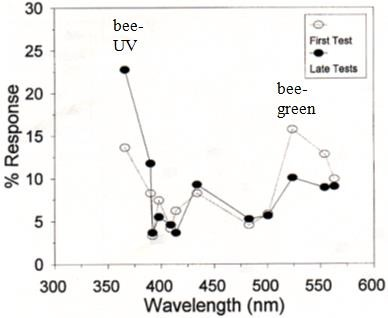 30
25
20
15
10
5
0
% Response
bee-
UV
bee-
green
First Test
Late Tests
300 350 400 450 500 550 600
Wavelength (nm)